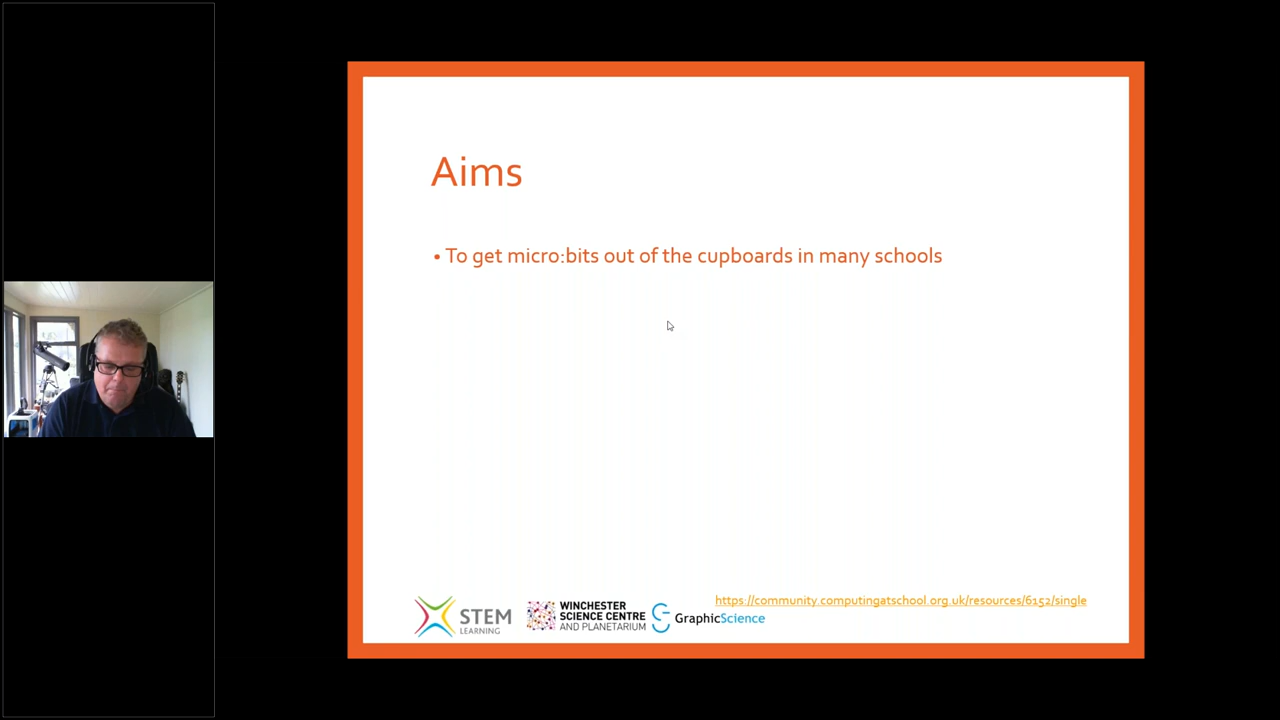 Aims
• To get micro:bits out of the cupboards in many schools
https://community.computingatschool.org.uk/resources/6152/single
STEM
LEARNING
WINCHESTER
SCIENCE CENTRE
AND PLANETARIUM
GraphicScience